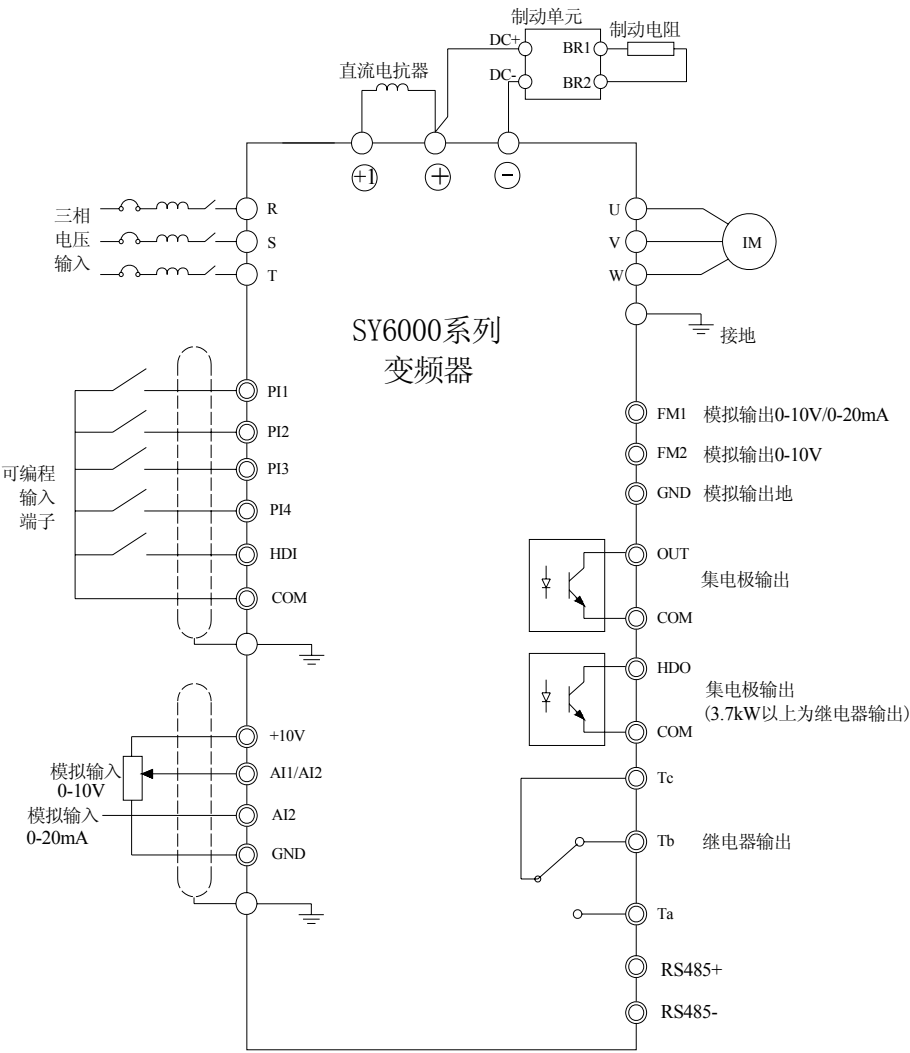 制动单元
制动电阻
DC+
BR1
DC-
BR2
直流电抗器
+1
+
-
三相
电压
输入
R
S
T
U
V
W
IM
接地
SY6000系列
变频器
可编程
输入
端子
PI1
PI2
PI3
PI4
HDI
COM
FM1 模拟输出0-10V/0-20mA
FM2 模拟输出0-10V
GND 模拟输出地
OUT
集电极输出
COM
HDO
集电极输出
(3.7kW以上为继电器输出)
COM
+10V
模拟输入
0-10V
AI1/AI2
模拟输入
0-20mA
AI2
GND
Tc
Tb 继电器输出
Ta
RS485+
RS485-